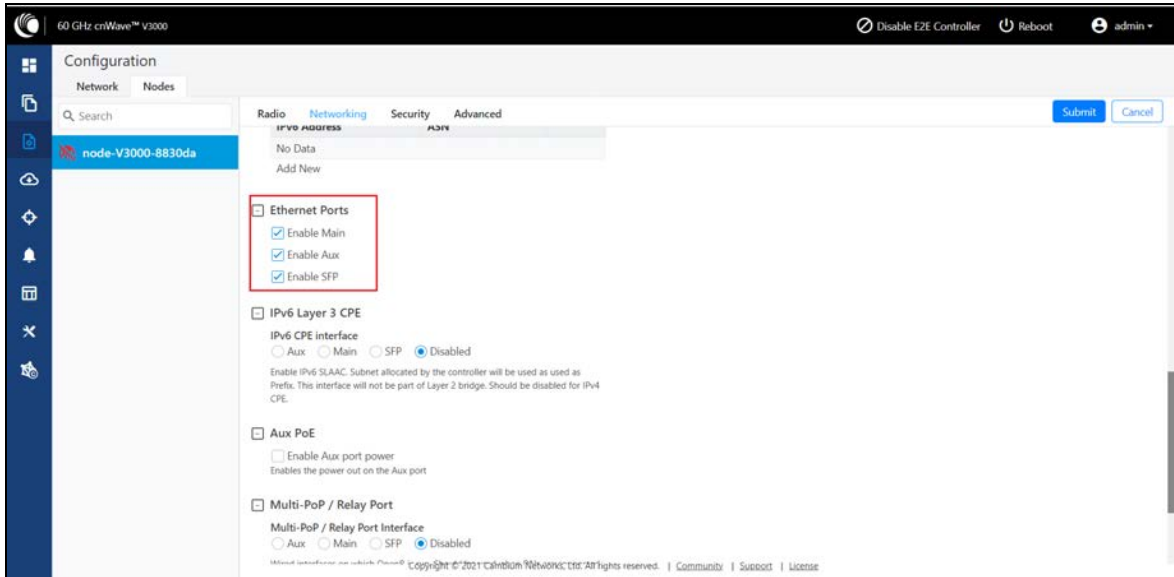 60 GHz cnWave™ V3000
Disable E2E Controller
Reboot
admin
Configuration
Network Nodes
Search
Radio Networking Security Advanced
Submit Cancel
node-V3000-8830da
IPv6 Address ASN
No Data
Add New
Ethernet Ports
Enable Main
Enable Aux
Enable SFP
IPv6 Layer 3 CPE
IPv6 CPE interface
Aux Main SFP Disabled
Enable IPv6 SLAAC. Subnet allocated by the controller will be used as used as
Prefix. This interface will not be part of Layer 2 bridge. Should be disabled for IPv4
CPE.
Aux PoE
Enable Aux port power
Enables the power out on the Aux port
Multi-PoP / Relay Port
Multi-PoP / Relay Port Interface
Aux Main SFP Disabled
Wired interfaces on which
Copyright © 2021 Cambium Networks, Ltd. All rights reserved. | Community | Support | License